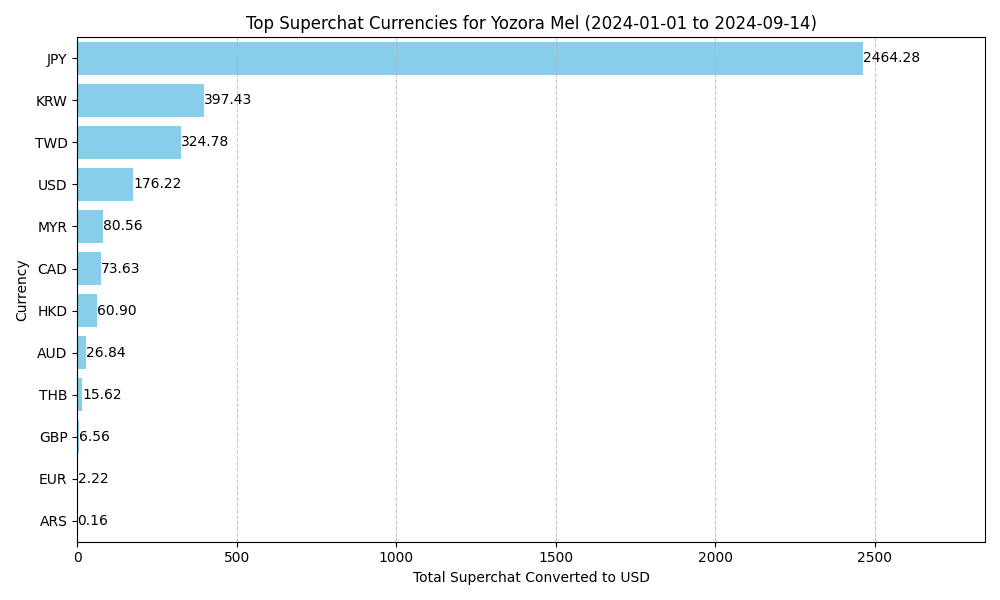 Top Superchat Currencies for Yozora Mel (2024-01-01 to 2024-09-14)
JPY 2464.28
KRW 397.43
TWD 324.78
USD 176.22
MYR 80.56
CAD 73.63
HKD 60.90
AUD 26.84
THB 15.62
GBP 6.56
EUR 2.22
ARS 0.16
Currency
0 500 1000 1500 2000 2500
Total Superchat Converted to USD